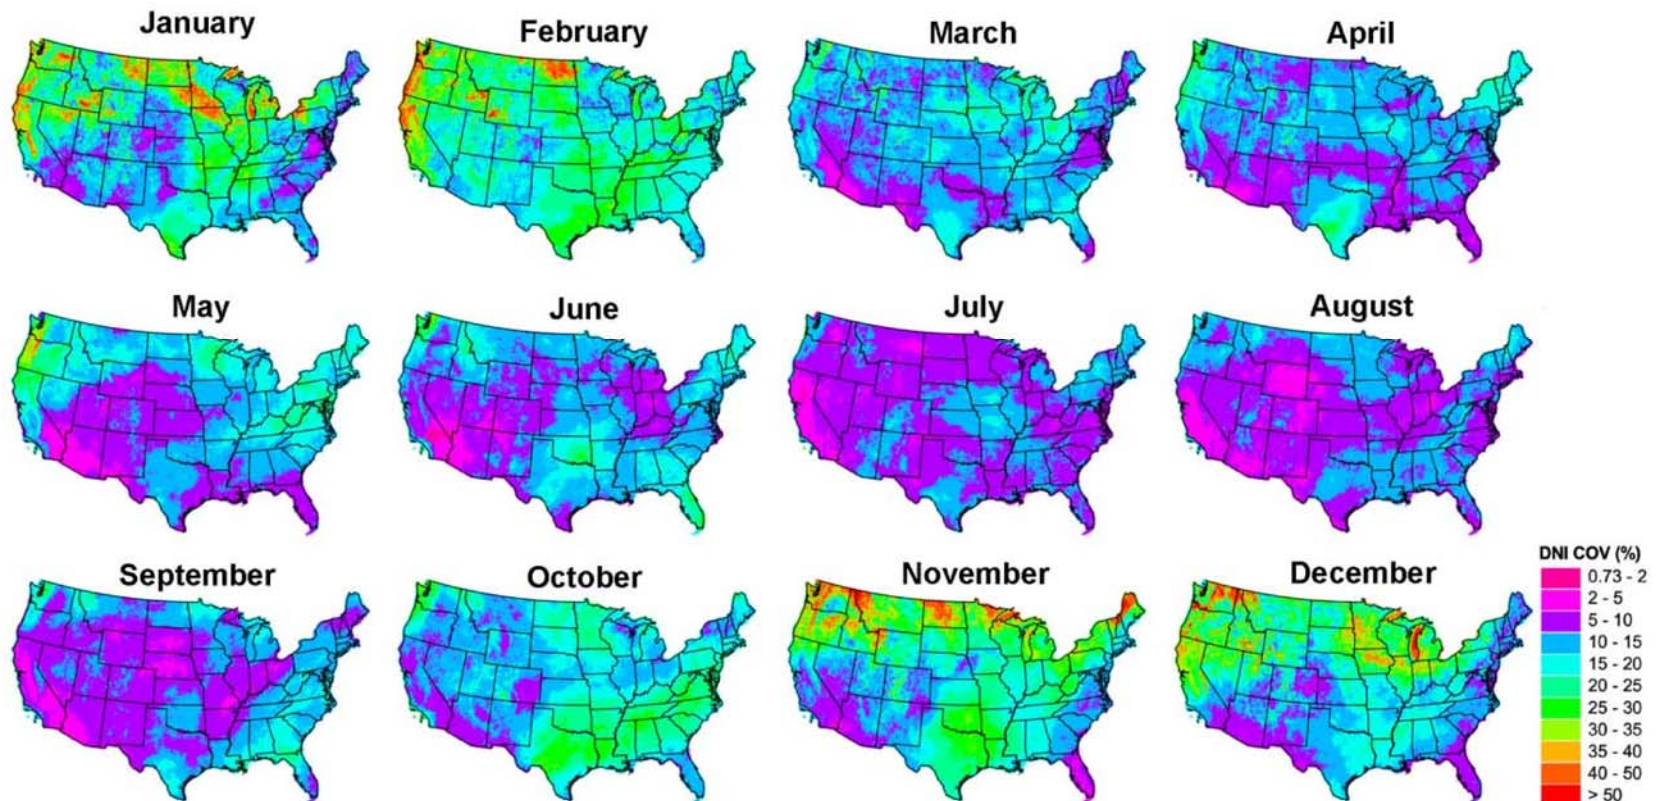 January
February
March
April
May
June
July
August
September
October
November
December
DNI COV (%)
0.73 - 2
2 - 5
5 - 10
10 - 15
15 - 20
20 - 25
25 - 30
30 - 35
35 - 40
40 - 50
> 50